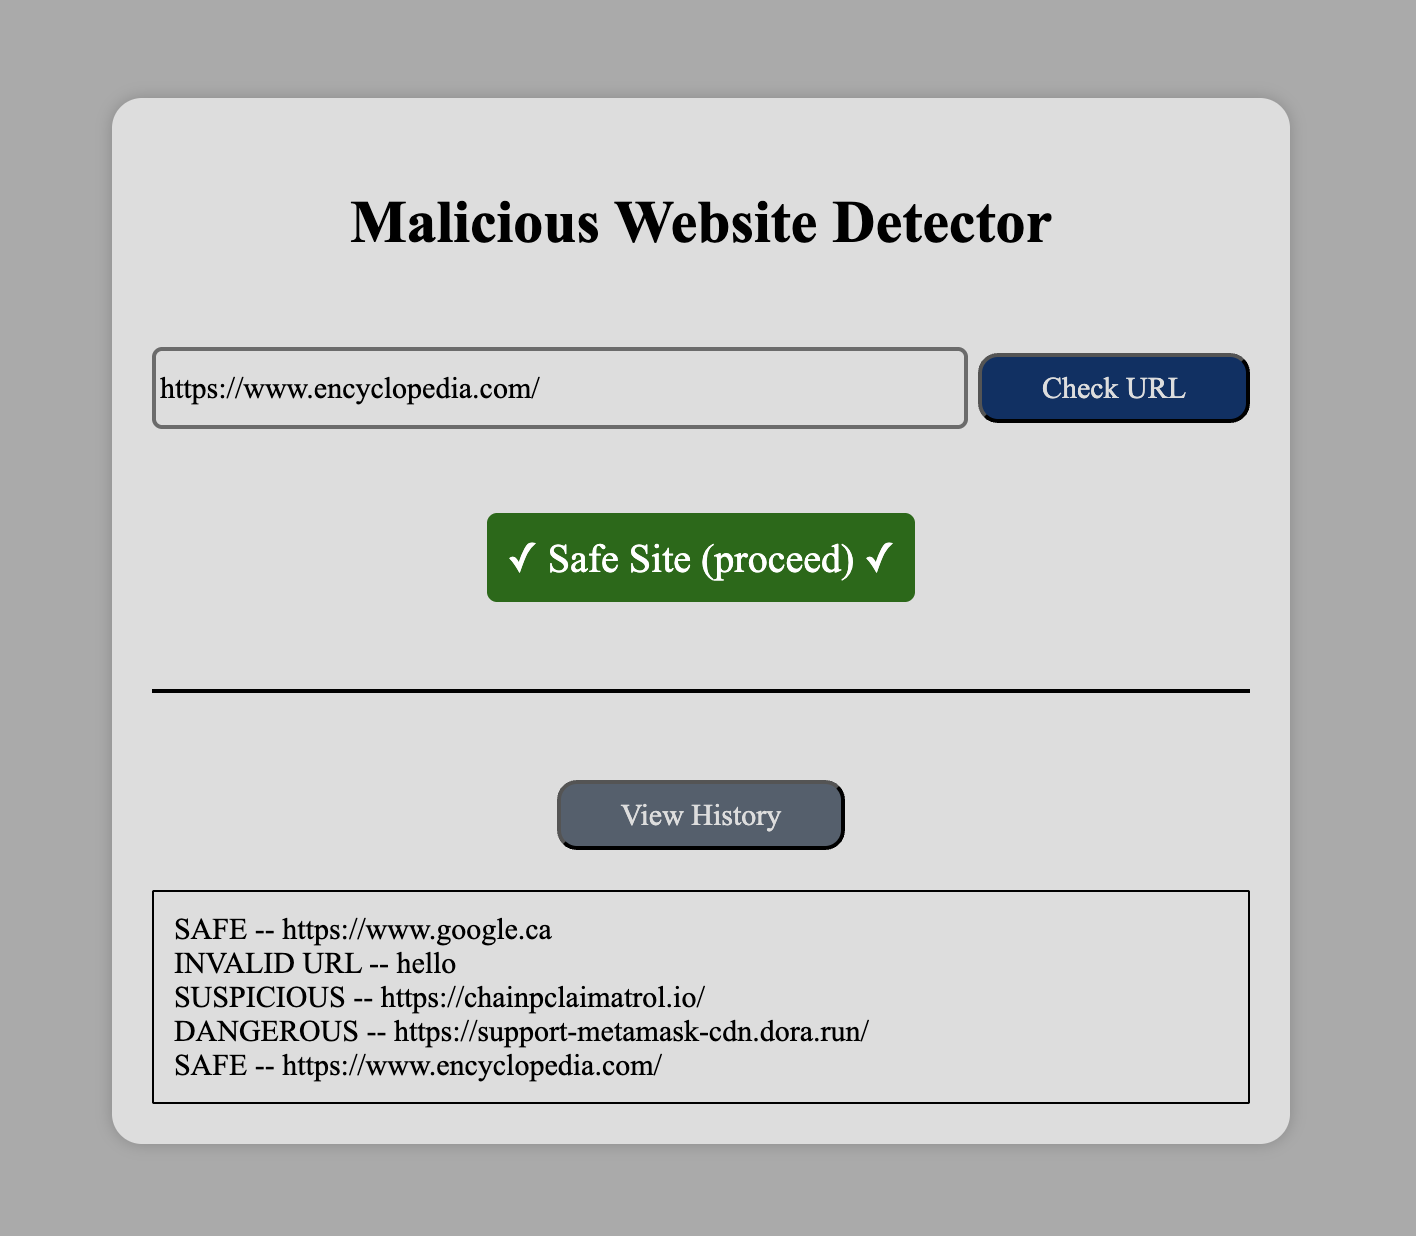 Malicious Website Detector
https://www.encyclopedia.com/
Check URL
✓ Safe Site (proceed) ✓
View History
SAFE -- https://www.google.ca
INVALID URL -- hello
SUSPICIOUS -- https://chainpclaimatrol.io/
DANGEROUS -- https://support-metamask-cdn.dora.run/
SAFE -- https://www.encyclopedia.com/